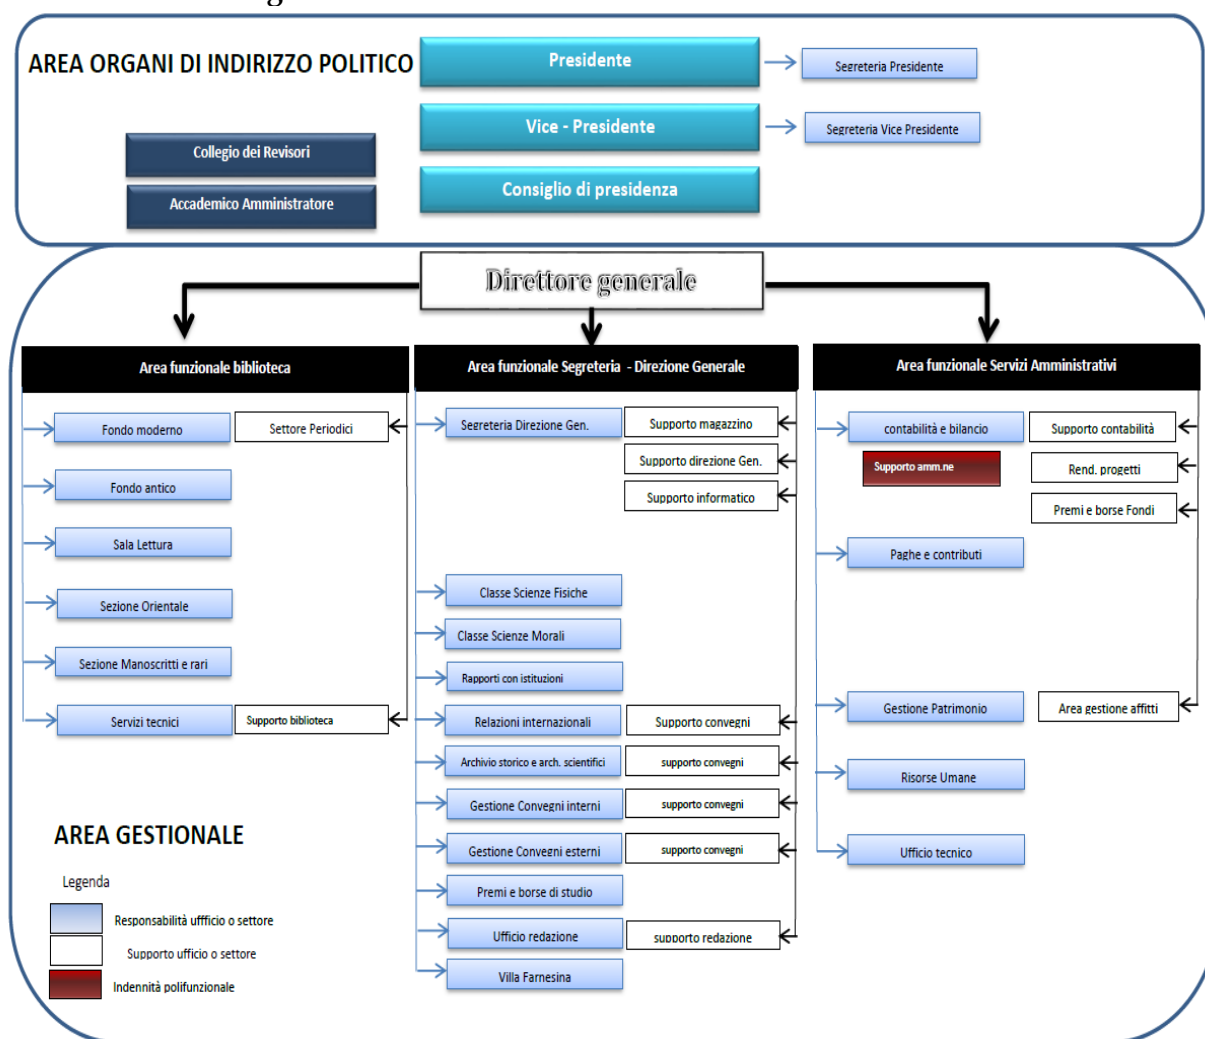 AREA ORGANI DI INDIRIZZO POLITICO
Presidente
Segreteria Presidente
Vice - Presidente
Segreteria Vice Presidente
Collegio dei Revisori
Accademico Amministratore
Consiglio di presidenza
Direttore generale
Area funzionale biblioteca
Fondo moderno
Settore Periodici
Fondo antico
Sala Lettura
Sezione Orientale
Sezione Manoscritti e rari
Servizi tecnici
Supporto biblioteca
Area funzionale Segreteria - Direzione Generale
Segreteria Direzione Gen.
Supporto magazzino
Supporto direzione Gen.
Supporto informatico
Classe Scienze Fisiche
Classe Scienze Morali
Rapporti con istituzioni
Relazioni internazionali
Supporto convegni
Archivio storico e arch. scientifici
supporto convegni
Gestione Convegni interni
supporto convegni
Gestione Convegni esterni
supporto convegni
Premi e borse di studio
Ufficio redazione
supporto redazione
Villa Farnesina
Area funzionale Servizi Amministrativi
contabilità e bilancio
Supporto contabilità
Supporto amm.ne
Rend. progetti
Premi e borse Fondi
Paghe e contributi
Gestione Patrimonio
Area gestione affitti
Risorse Umane
Ufficio tecnico
AREA GESTIONALE
Legenda
Responsabilità ufficio o settore
Supporto ufficio o settore
Indennità polifunzionale